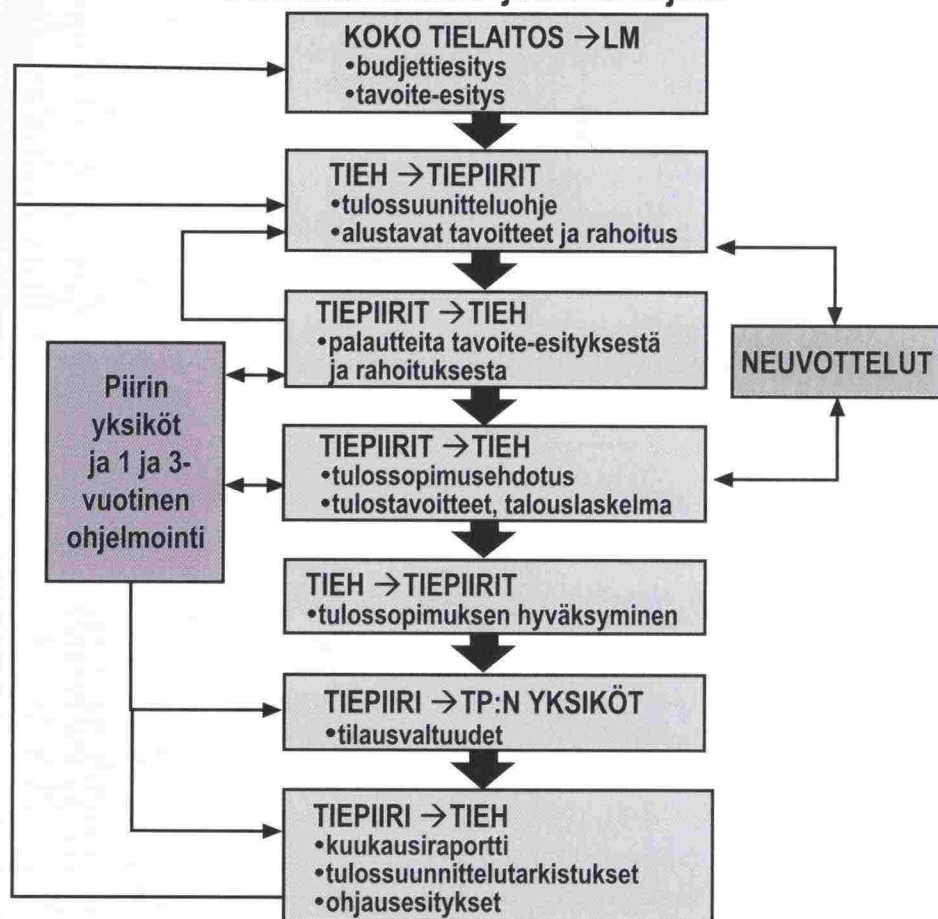 KOKO TIELAITOS → LM
•budjettiesitys
•tavoite-esitys
TIEH → TIEPIIRIT
•tulossuunitteluohje
•alustavat tavoitteet ja rahoitus
TIEPIIRIT → TIEH
•palautteita tavoite-esityksestä
ja rahoituksesta
NEUVOTTELUT
Piirin
yksiköt
ja 1 ja 3-
vuotinen
ohjelmointi
TIEPIIRIT → TIEH
•tulossopimusehdotus
•tulostavoitteet, talouslaskelma
TIEH → TIEPIIRIT
•tulossopimuksen hyväksyminen
TIEPIIRI → TP:N YKSIKÖT
•tilausvaltuudet
TIEPIIRI → TIEH
•kuukausiraportti
•tulossuunnittelutarkistukset
•ohjausesitykset